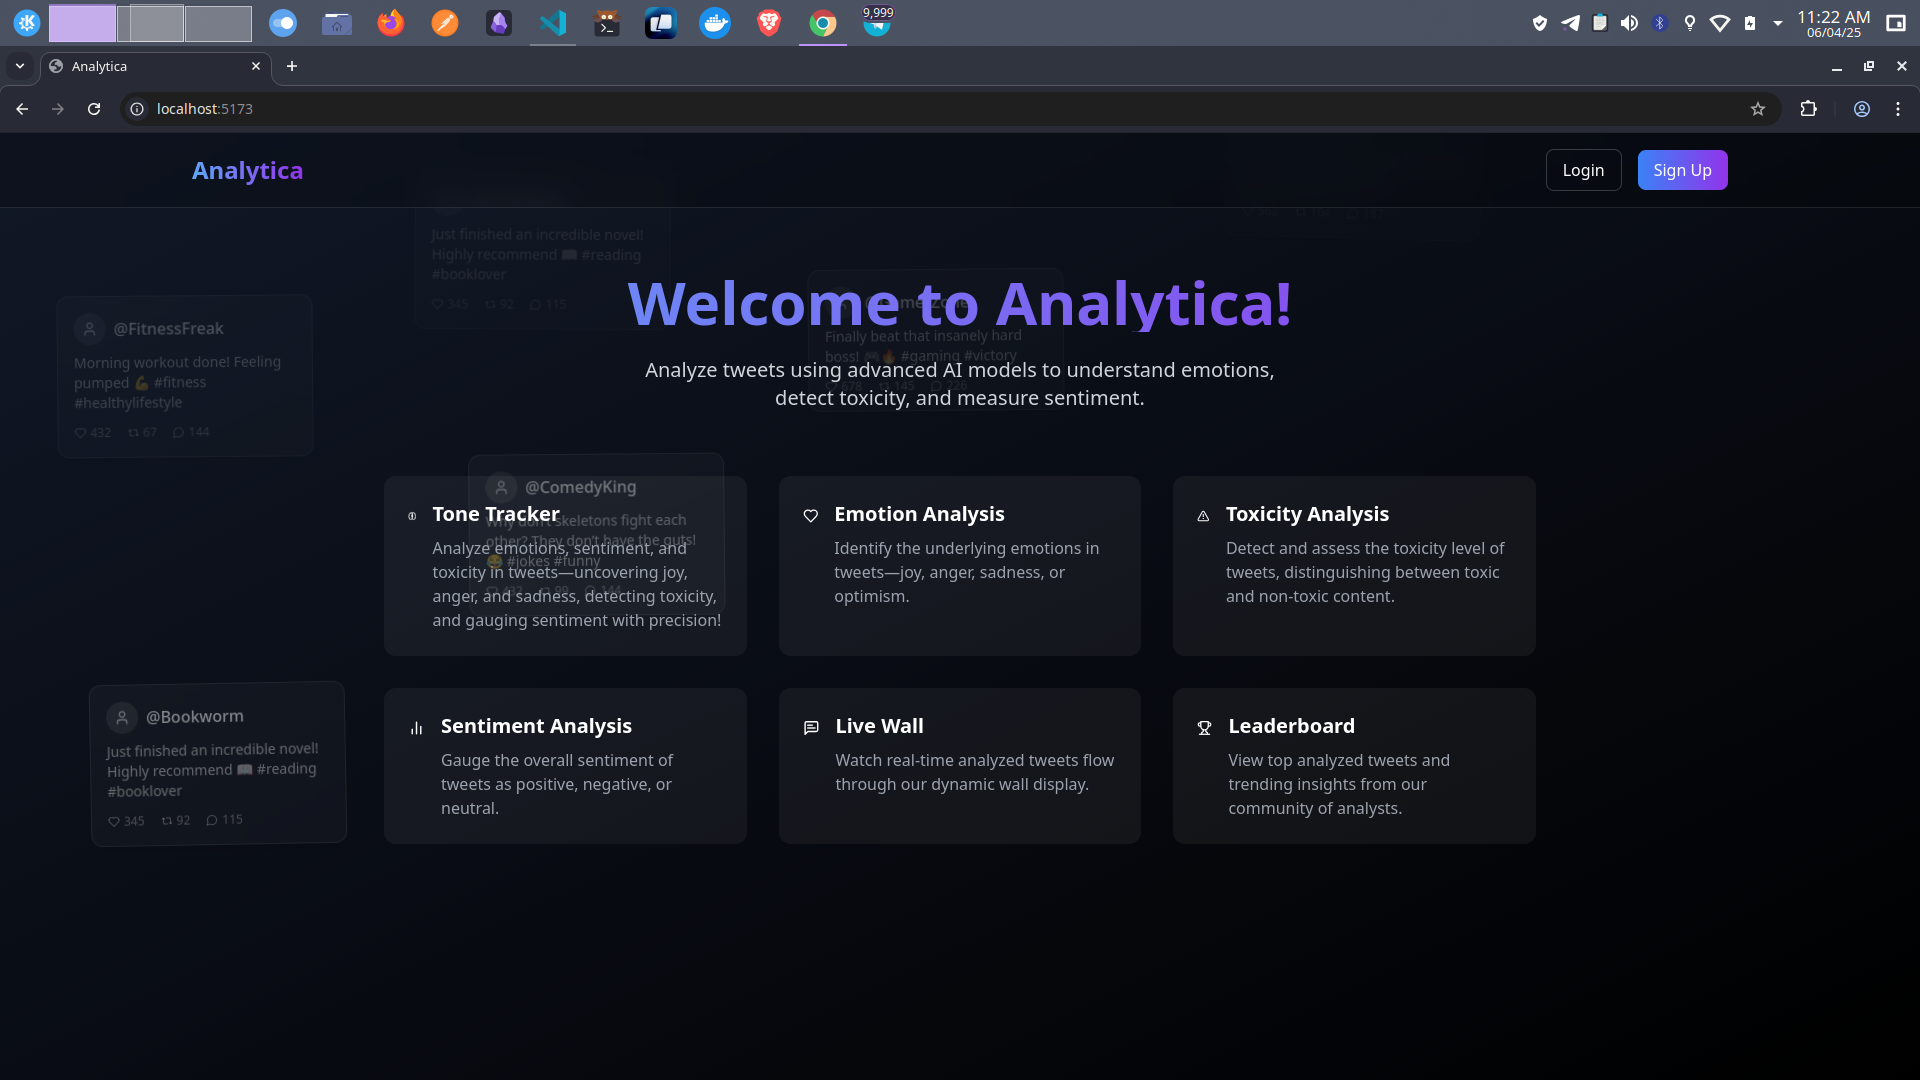 9,999
11:22 AM
06/04/25
Analytica
localhost:5173
Analytica
Login
Sign Up
Just finished an incredible novel!
Highly recommend 📖 #reading
#booklover
345 92 115
@FitnessFreak
Morning workout done! Feeling
pumped 💪 #fitness
#healthylifestyle
432 67 144
Welcome to Analytica!
Finally beat that insanely hard
boss! 🎮🔥 #gaming #victory
678 145 226
Analyze tweets using advanced AI models to understand emotions,
detect toxicity, and measure sentiment.
@ComedyKing
Why don't skeletons fight each
other? They don't have the guts!
😂 #jokes #funny
Tone Tracker
Analyze emotions, sentiment, and
toxicity in tweets—uncovering joy,
anger, and sadness, detecting toxicity,
and gauging sentiment with precision!
Emotion Analysis
Identify the underlying emotions in
tweets—joy, anger, sadness, or
optimism.
Toxicity Analysis
Detect and assess the toxicity level of
tweets, distinguishing between toxic
and non-toxic content.
@Bookworm
Just finished an incredible novel!
Highly recommend 📖 #reading
#booklover
345 92 115
Sentiment Analysis
Gauge the overall sentiment of
tweets as positive, negative, or
neutral.
Live Wall
Watch real-time analyzed tweets flow
through our dynamic wall display.
Leaderboard
View top analyzed tweets and
trending insights from our
community of analysts.